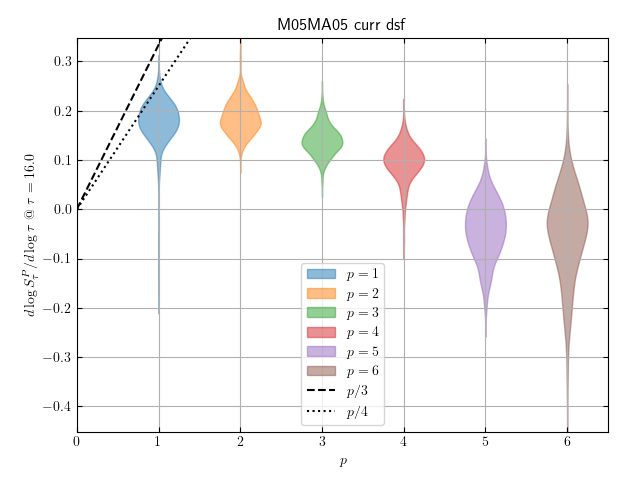 M05MA05 curr dsf
d log S_τ^P / d log τ @ τ = 16.0
0.3
0.2
0.1
0.0
−0.1
−0.2
−0.3
−0.4
p = 1
p = 2
p = 3
p = 4
p = 5
p = 6
p/3
p/4
0 1 2 3 4 5 6
p